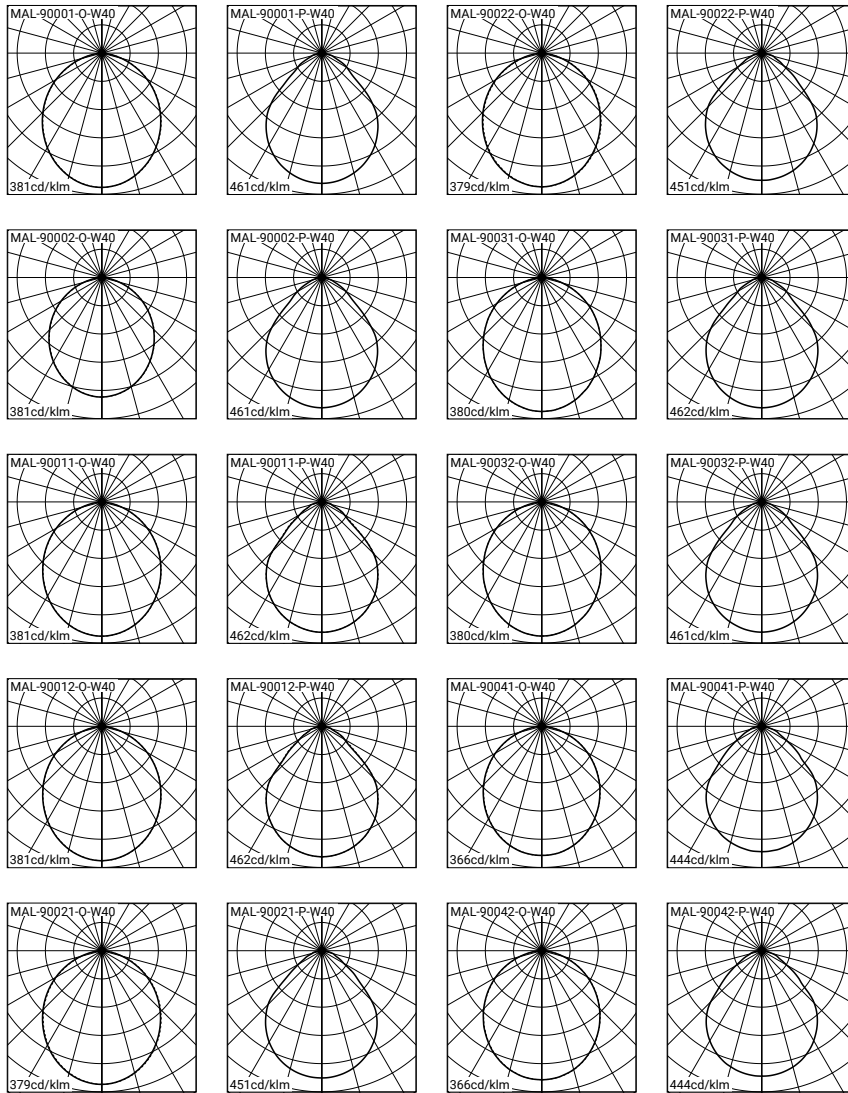 MAL-90001-O-W40
381cd/klm
MAL-90001-P-W40
461cd/klm
MAL-90022-O-W40
379cd/klm
MAL-90022-P-W40
451cd/klm
MAL-90002-O-W40
381cd/klm
MAL-90002-P-W40
461cd/klm
MAL-90031-O-W40
380cd/klm
MAL-90031-P-W40
462cd/klm
MAL-90011-O-W40
381cd/klm
MAL-90011-P-W40
462cd/klm
MAL-90032-O-W40
380cd/klm
MAL-90032-P-W40
461cd/klm
MAL-90012-O-W40
381cd/klm
MAL-90012-P-W40
462cd/klm
MAL-90041-O-W40
366cd/klm
MAL-90041-P-W40
444cd/klm
MAL-90021-O-W40
379cd/klm
MAL-90021-P-W40
451cd/klm
MAL-90042-O-W40
366cd/klm
MAL-90042-P-W40
444cd/klm